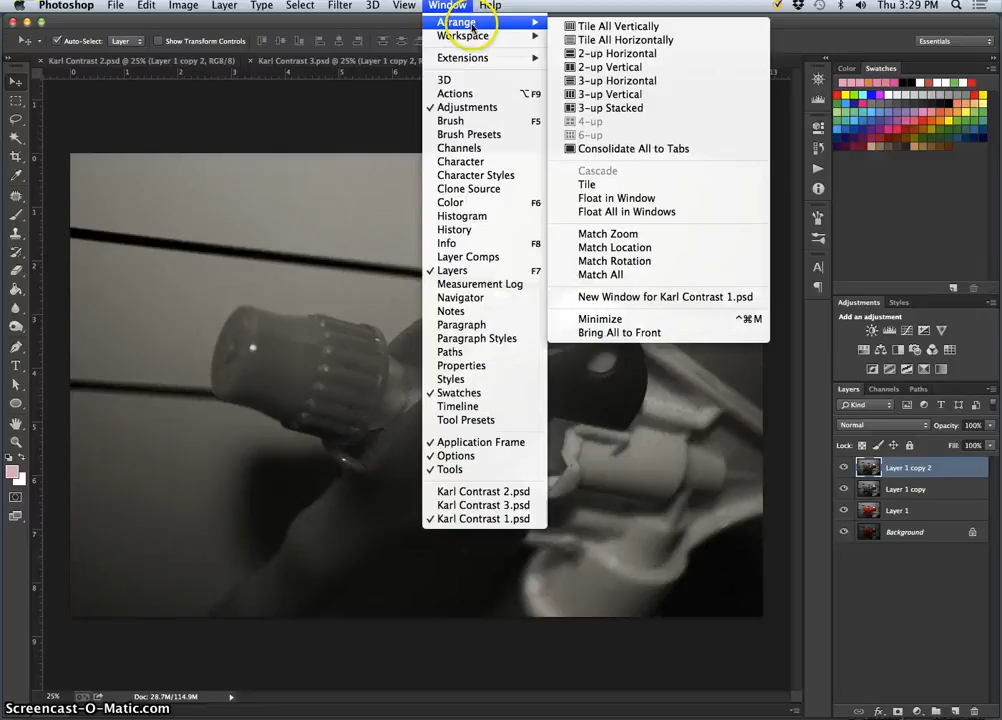 Photoshop File Edit Image Layer Type Select Filter 3D View Window Help Thu 3:29 PM
Auto-Select: Layer Show Transform Controls Essentials
Karl Contrast 2.psd @ 25% (Layer 1 copy 2, RGB/8) Karl Contrast 3.psd @ 25% (Layer 1 copy 2,
Arrange
Workspace
Extensions
3D
Actions ⌥F9
Adjustments
Brush F5
Brush Presets
Channels
Character
Character Styles
Clone Source
Color F6
Histogram
History
Info F8
Layer Comps
Layers F7
Measurement Log
Navigator
Notes
Paragraph
Paragraph Styles
Paths
Properties
Styles
Swatches
Timeline
Tool Presets
Application Frame
Options
Tools
Karl Contrast 2.psd
Karl Contrast 3.psd
Karl Contrast 1.psd
Tile All Vertically
Tile All Horizontally
2-up Horizontal
2-up Vertical
3-up Horizontal
3-up Vertical
3-up Stacked
4-up
6-up
Consolidate All to Tabs
Cascade
Tile
Float in Window
Float All in Windows
Match Zoom
Match Location
Match Rotation
Match All
New Window for Karl Contrast 1.psd
Minimize ^⌘M
Bring All to Front
Color Swatches
Adjustments Styles
Add an adjustment
Layers Channels Paths
Kind
Normal Opacity: 100%
Lock: Fill: 100%
Layer 1 copy 2
Layer 1 copy
Layer 1
Background
25% Doc: 28.7M/114.9M
Screencast-O-Matic.com